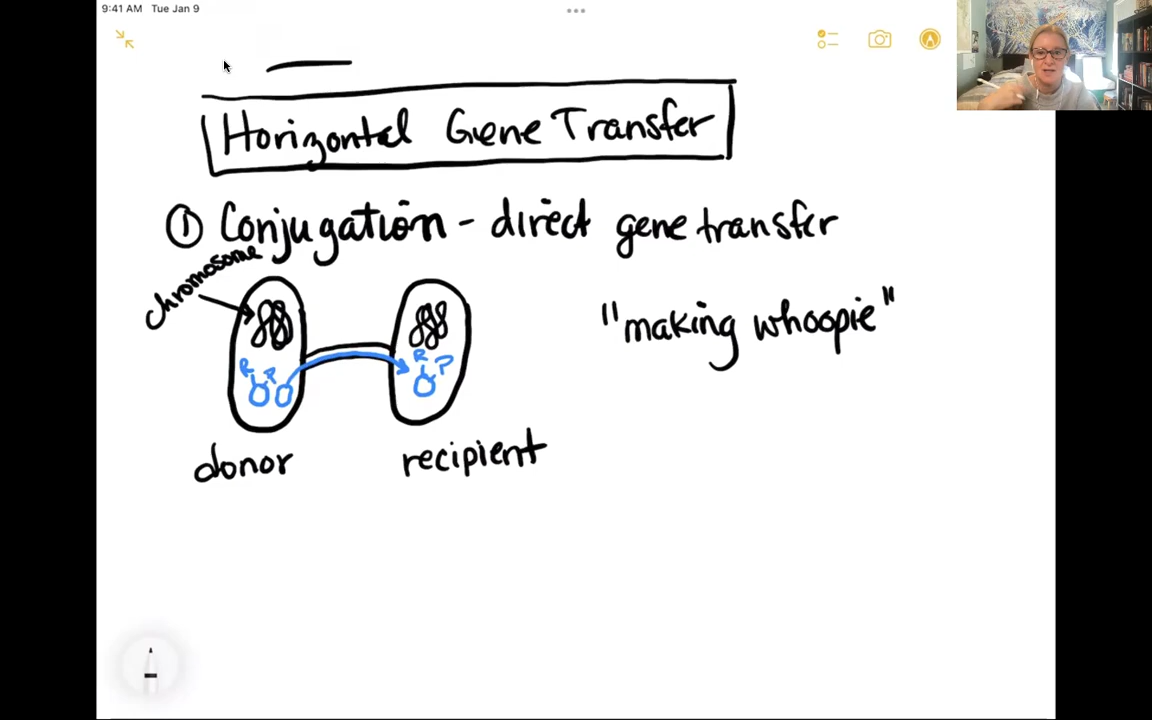 9:41 AM Tue Jan 9
Horizontal Gene Transfer
① Conjugation - direct gene transfer
chromosome
"making whoopie"
R R
R P
donor
recipient